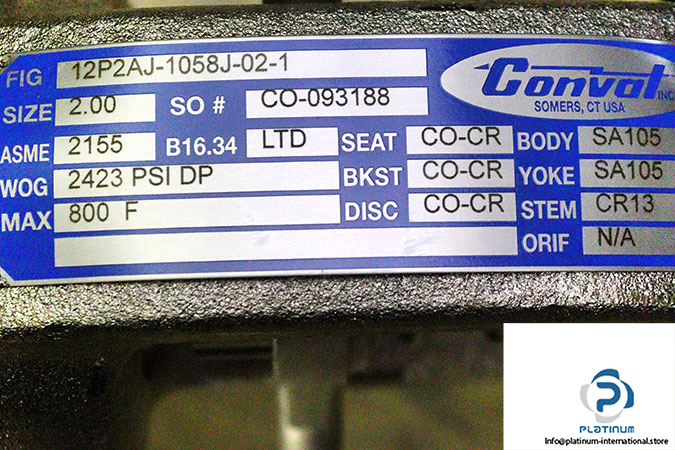 FIG 12P2AJ-1058J-02-1
Conval INC
SOMERS, CT USA
SIZE 2.00 SO # CO-093188
ASME 2155 B16.34 LTD SEAT CO-CR BODY SA105
WOG 2423 PSI DP BKST CO-CR YOKE SA105
MAX 800 F DISC CO-CR STEM CR13
ORIF N/A
PLATINUM
Info@platinum-international.store